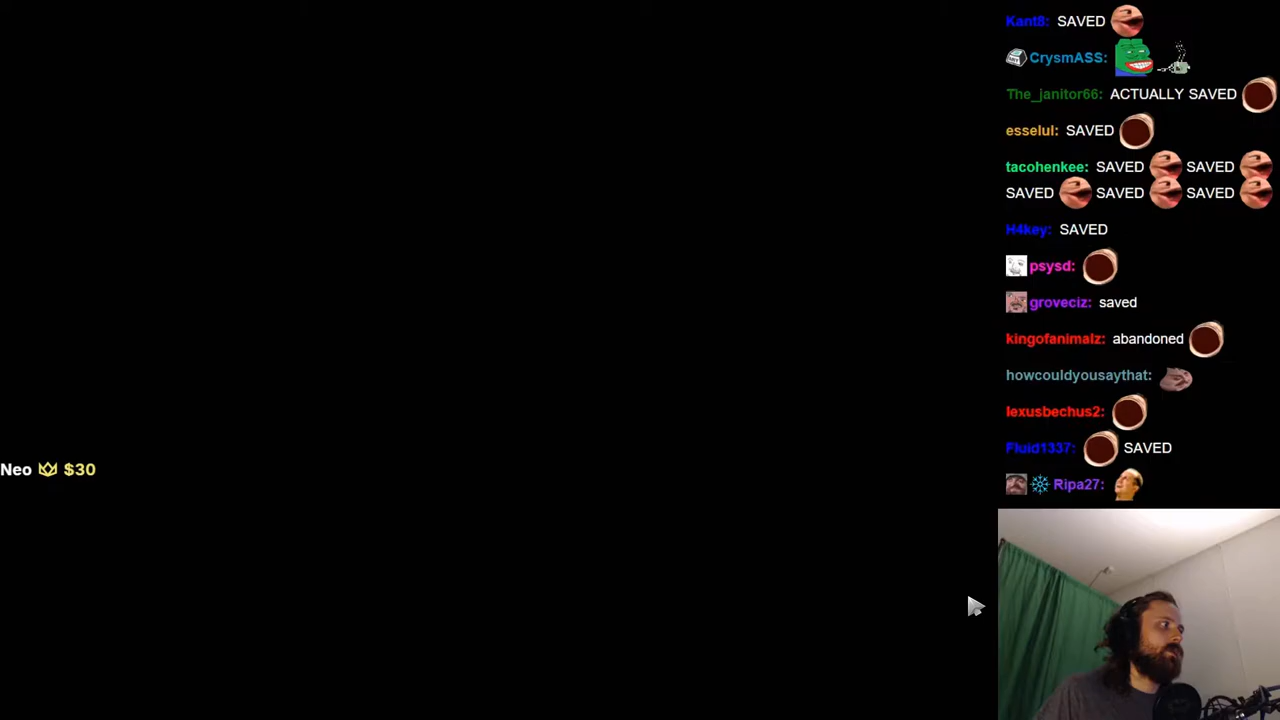 Kant8: SAVED
CrysmASS:
The_janitor66: ACTUALLY SAVED
esselul: SAVED
tacohenkee: SAVED SAVED
SAVED SAVED SAVED
H4key: SAVED
psysd:
groveciz: saved
kingofanimalz: abandoned
howcouldyousaythat:
lexusbechus2:
Fluid1337: SAVED
Neo $30
Ripa27: